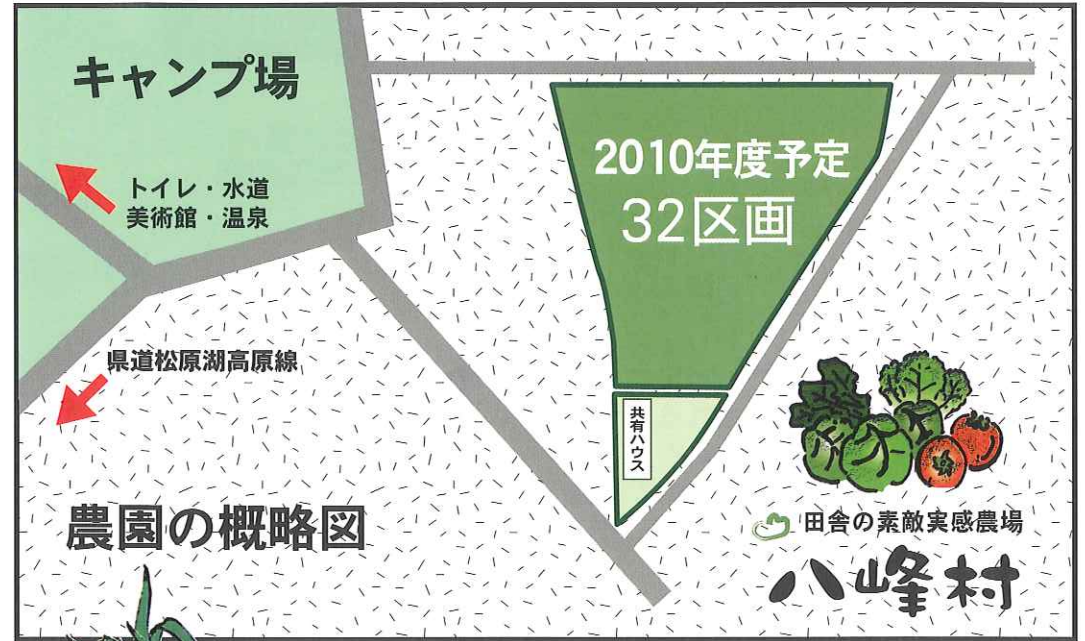 キャンプ場
2010年度予定
32区画
トイレ・水道
美術館・温泉
県道松原湖高原線
共有ハウス
農園の概略図
田舎の素敵実感農場
八峰村